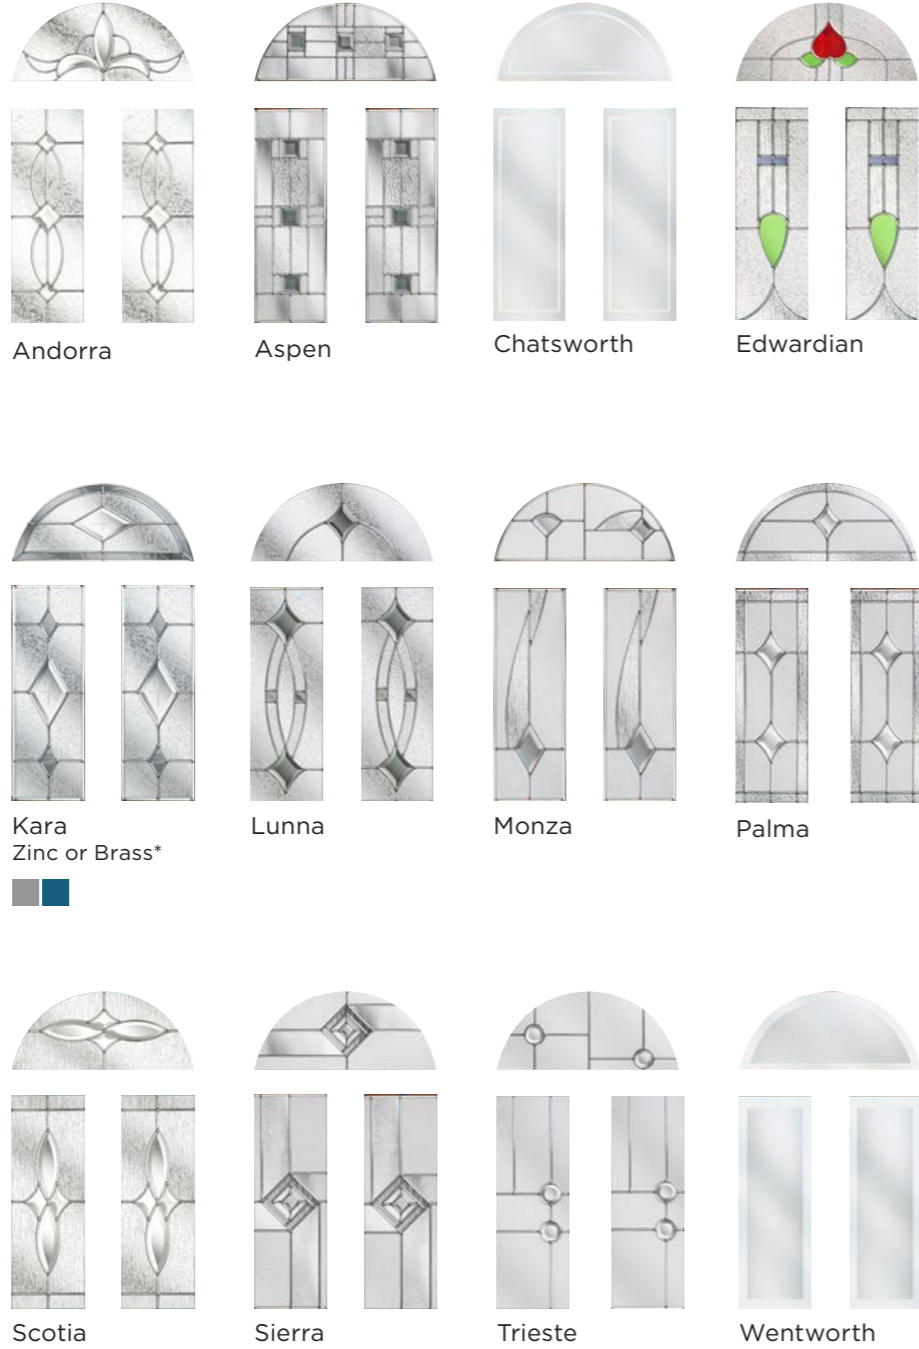 Andorra
Aspen
Chatsworth
Edwardian
Kara
Zinc or Brass*
Lunna
Monza
Palma
Scotia
Sierra
Trieste
Wentworth